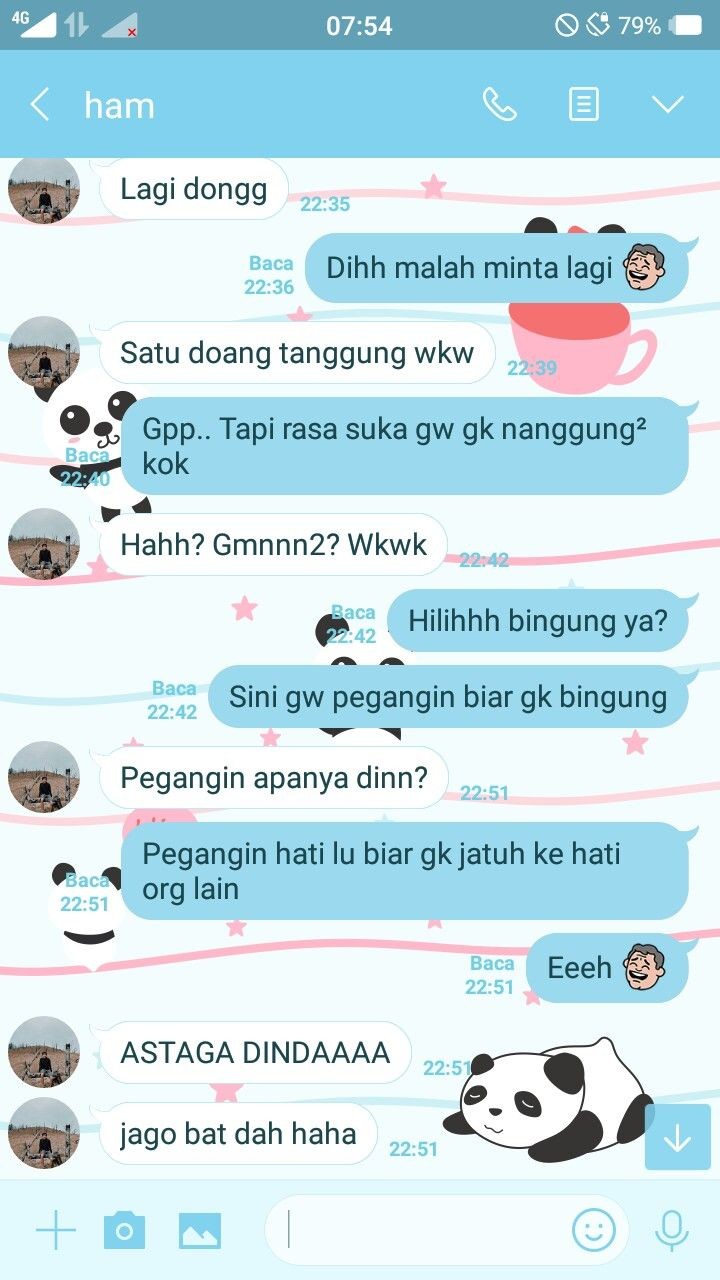 4G 07:54 79%
ham
Lagi dongg
22:35
Dihh malah minta lagi
Baca
22:36
Satu doang tanggung wkw
22:39
Gpp.. Tapi rasa suka gw gk nanggung²
kok
Baca
22:40
Hahh? Gmnnn2? Wkwk
22:42
Hilihhh bingung ya?
Baca
22:42
Sini gw pegangin biar gk bingung
Baca
22:42
Pegangin apanya dinn?
22:51
Pegangin hati lu biar gk jatuh ke hati
org lain
Baca
22:51
Eeeh
Baca
22:51
ASTAGA DINDAAAA
22:51
jago bat dah haha
22:51